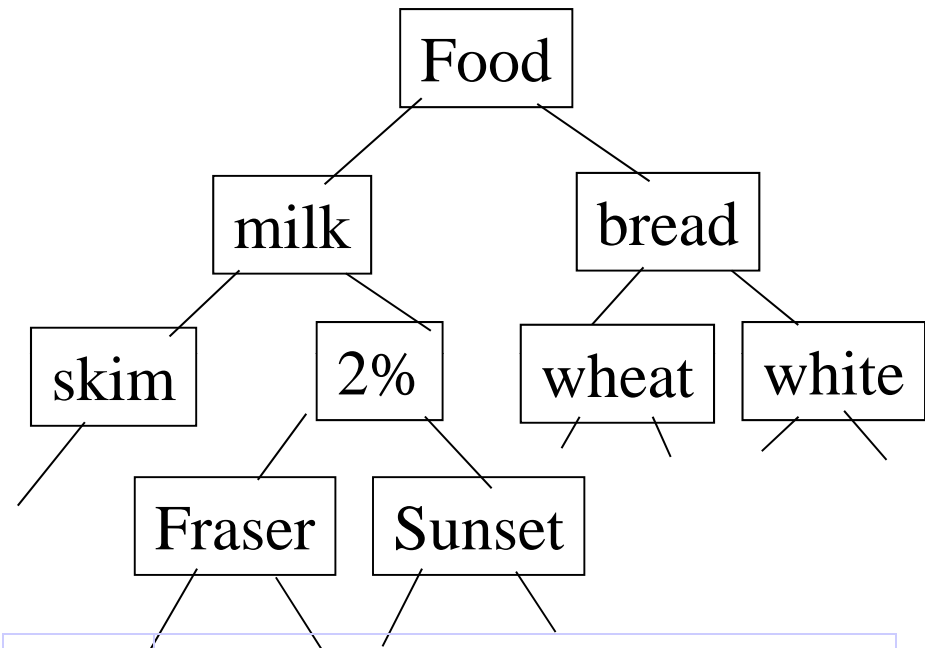 Food
milk
bread
skim
2%
wheat
white
Fraser
Sunset